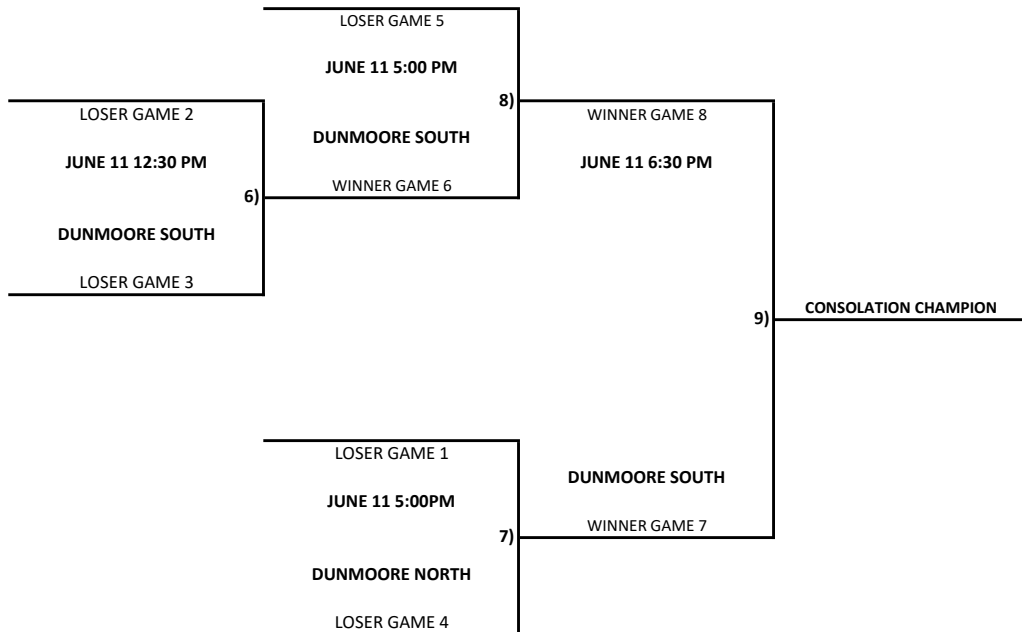 LOSER GAME 5
JUNE 11 5:00 PM
8)
LOSER GAME 2
WINNER GAME 8
DUNMOORE SOUTH
JUNE 11 12:30 PM
JUNE 11 6:30 PM
WINNER GAME 6
6)
DUNMOORE SOUTH
LOSER GAME 3
CONSOLATION CHAMPION
9)
LOSER GAME 1
DUNMOORE SOUTH
JUNE 11 5:00PM
WINNER GAME 7
7)
DUNMOORE NORTH
LOSER GAME 4